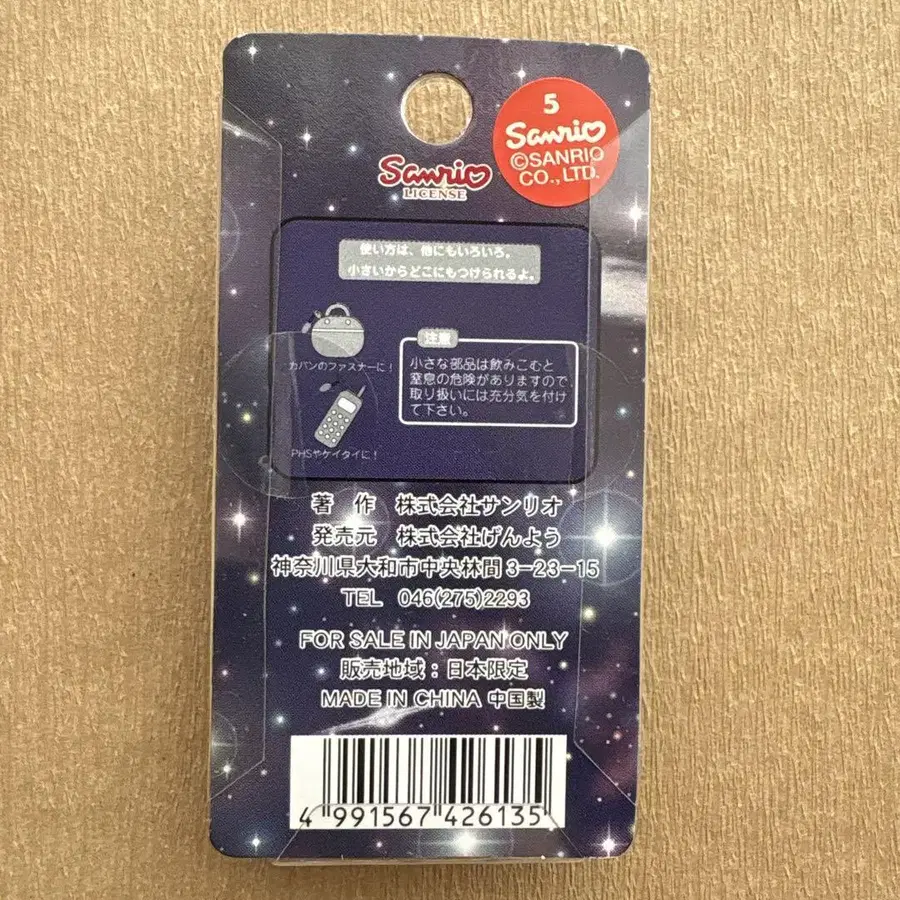 5
Sanrio
©SANRIO
CO., LTD.
Sanrio
LICENSE
使い方は、他にもいろいろ。
小さいからどこにもつけられるよ。
カバンのファスナーに!
PHSやケイタイに!
注意
小さな部品は飲みこむと
窒息の危険がありますので、
取り扱いには充分気を付け
て下さい。
著 作 株式会社サンリオ
発売元 株式会社げんよう
神奈川県大和市中央林間3-23-15
TEL 046(275)2293
FOR SALE IN JAPAN ONLY
販売地域:日本限定
MADE IN CHINA 中国製
4 991567 426135